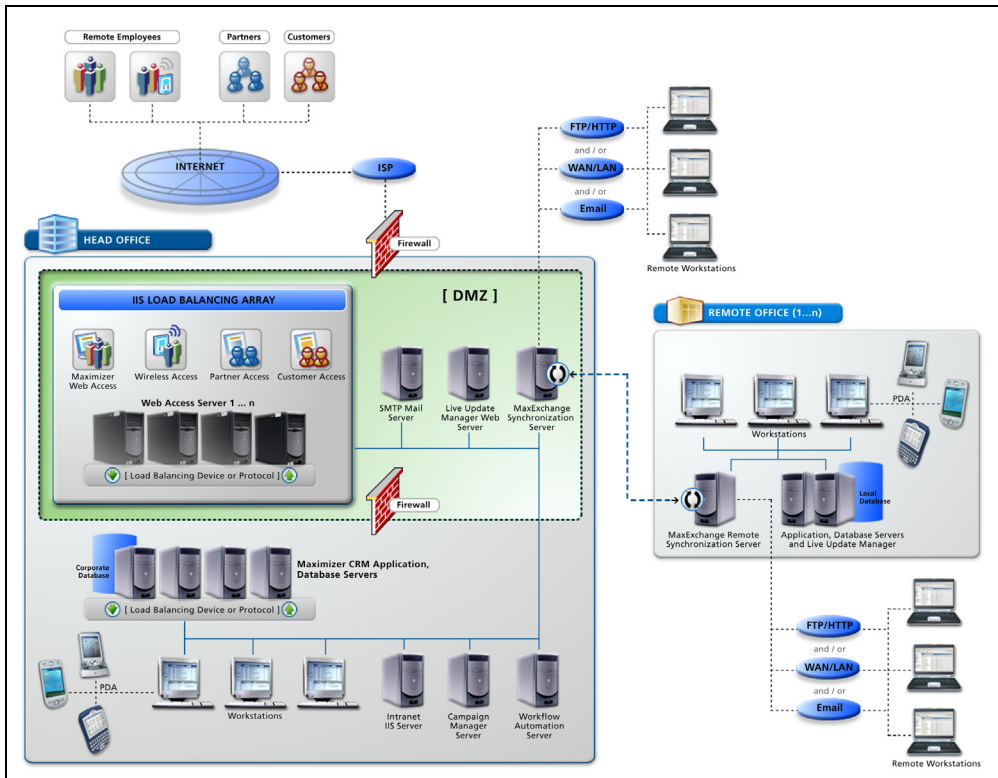 Remote Employees
Partners
Customers
INTERNET
ISP
FTP/HTTP
and / or
WAN/LAN
and / or
Email
Remote Workstations
HEAD OFFICE
Firewall
[ DMZ ]
IIS LOAD BALANCING ARRAY
Maximizer
Web Access
Wireless Access
Partner Access
Customer Access
Web Access Server 1 ... n
[ Load Balancing Device or Protocol ]
SMTP Mail
Server
Live Update
Manager Web
Server
MaxExchange
Synchronization
Server
Firewall
Corporate
Database
Maximizer CRM Application,
Database Servers
[ Load Balancing Device or Protocol ]
PDA
Workstations
Intranet
IIS Server
Campaign
Manager
Server
Workflow
Automation
Server
REMOTE OFFICE (1...n)
PDA
Workstations
Local
Database
MaxExchange Remote
Synchronization Server
Application, Database Servers
and Live Update Manager
FTP/HTTP
and / or
WAN/LAN
and / or
Email
Remote Workstations